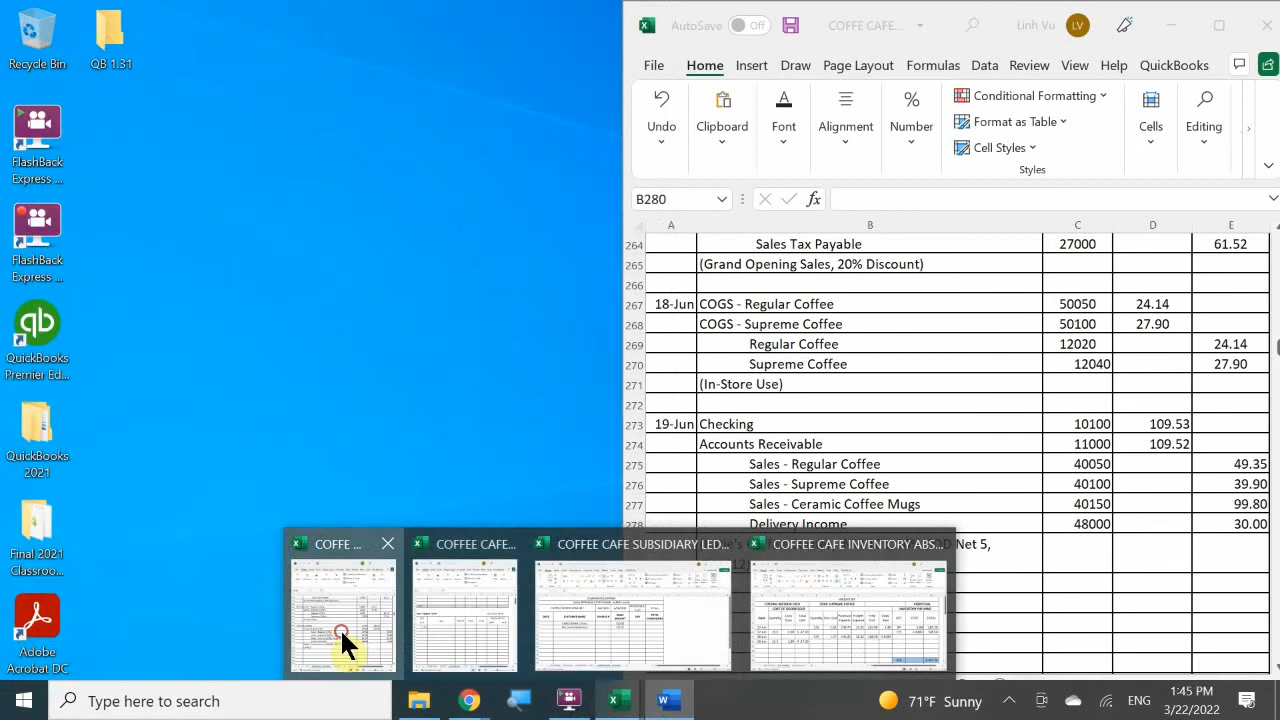 Recycle Bin
QB 1.31
FlashBack
Express ...
FlashBack
Express ...
QuickBooks
Premier Ed...
QuickBooks
2021
Final 2021
Classroo...
Adobe
Acrobat DC
AutoSave Off COFFE CAFE... Linh Vu LV
File Home Insert Draw Page Layout Formulas Data Review View Help QuickBooks
Undo Clipboard Font Alignment Number Conditional Formatting Format as Table Cell Styles Cells Editing
Styles
B280 fx
A B C D E
264 Sales Tax Payable 27000 61.52
265 (Grand Opening Sales, 20% Discount)
266
267 18-Jun COGS - Regular Coffee 50050 24.14
268 COGS - Supreme Coffee 50100 27.90
269 Regular Coffee 12020 24.14
270 Supreme Coffee 12040 27.90
271 (In-Store Use)
272
273 19-Jun Checking 10100 109.53
274 Accounts Receivable 11000 109.52
275 Sales - Regular Coffee 40050 49.35
276 Sales - Supreme Coffee 40100 39.90
277 Sales - Ceramic Coffee Mugs 40150 99.80
278 Delivery Income 48000 30.00
Net 5,
COFFE ... COFFEE CAFE... COFFEE CAFE SUBSIDIARY LED... COFFEE CAFE INVENTORY ABS...
Type here to search
71°F Sunny
ENG
1:45 PM
3/22/2022